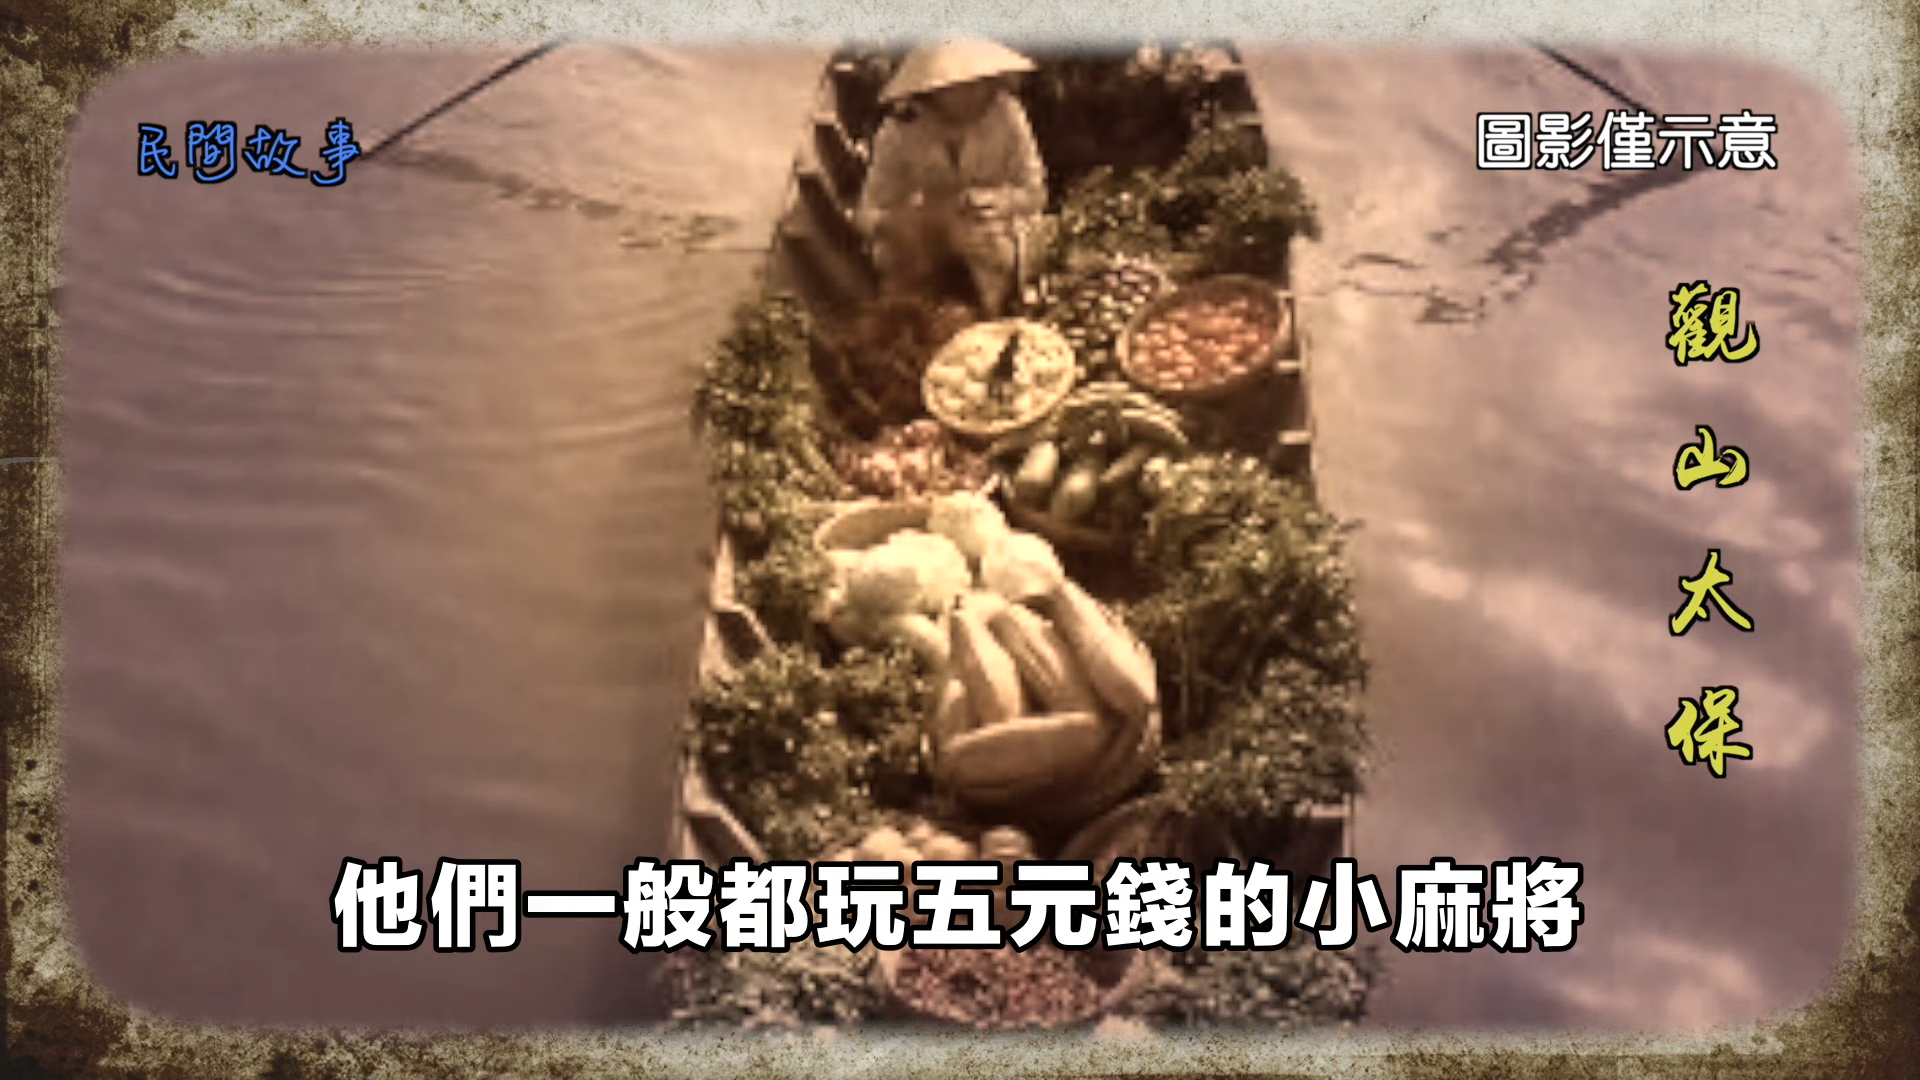 民間故事
圖影僅示意
觀山太保
他們一般都玩五元錢的小麻將